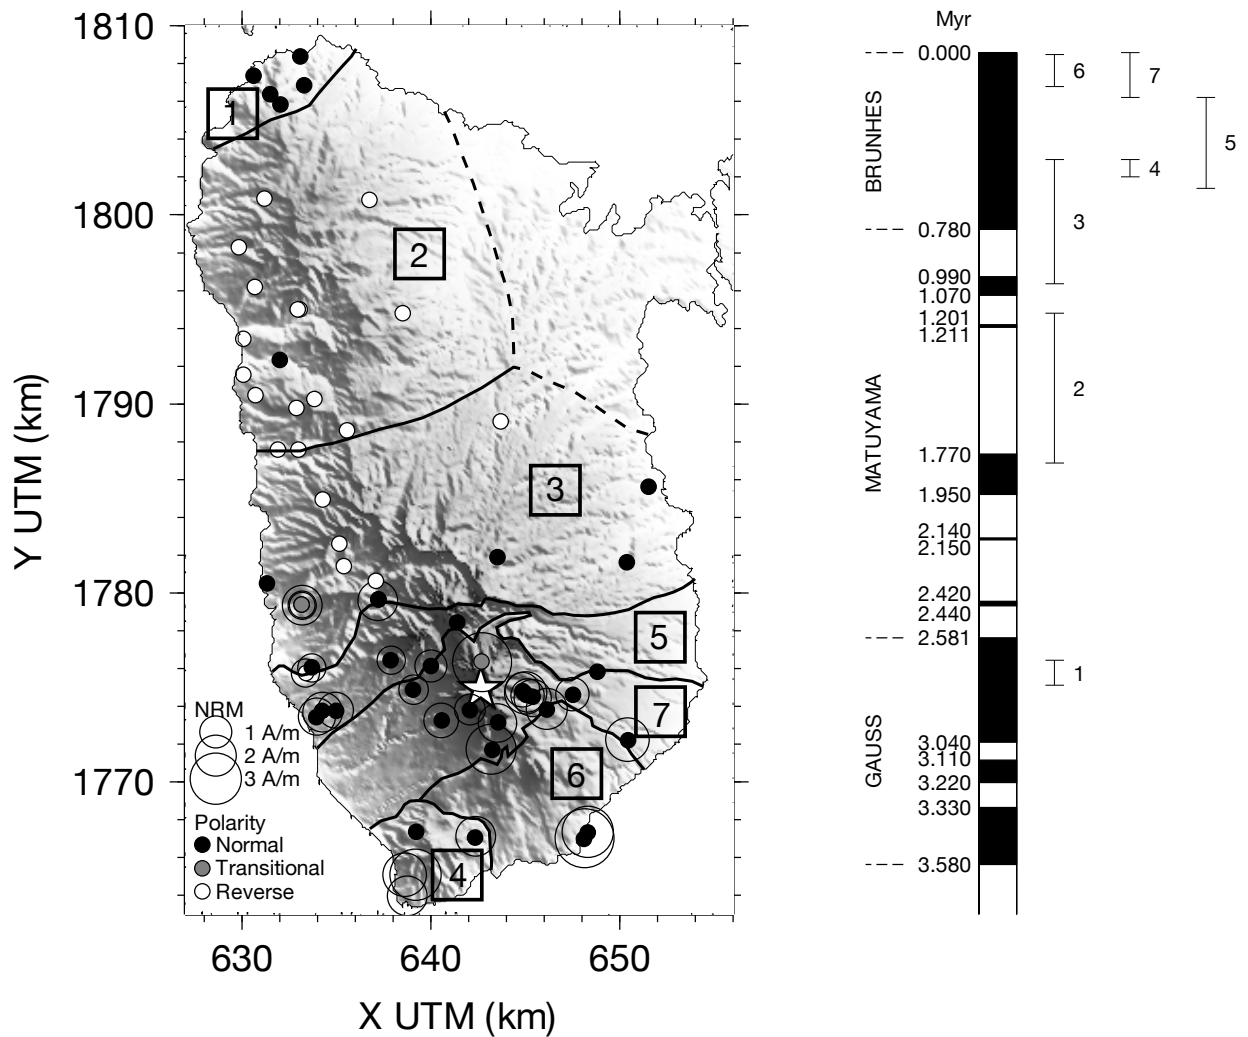 1810
1800
1790
1780
1770
Y UTM (km)
630
640
650
X UTM (km)
1
2
3
5
7
6
4
NRM
1 A/m
2 A/m
3 A/m
Polarity
Normal
Transitional
Reverse
Myr
0.000
0.780
0.990
1.070
1.201
1.211
1.770
1.950
2.140
2.150
2.420
2.440
2.581
3.040
3.110
3.220
3.330
3.580
BRUNHES
MATUYAMA
GAUSS
6
7
5
4
3
2
1